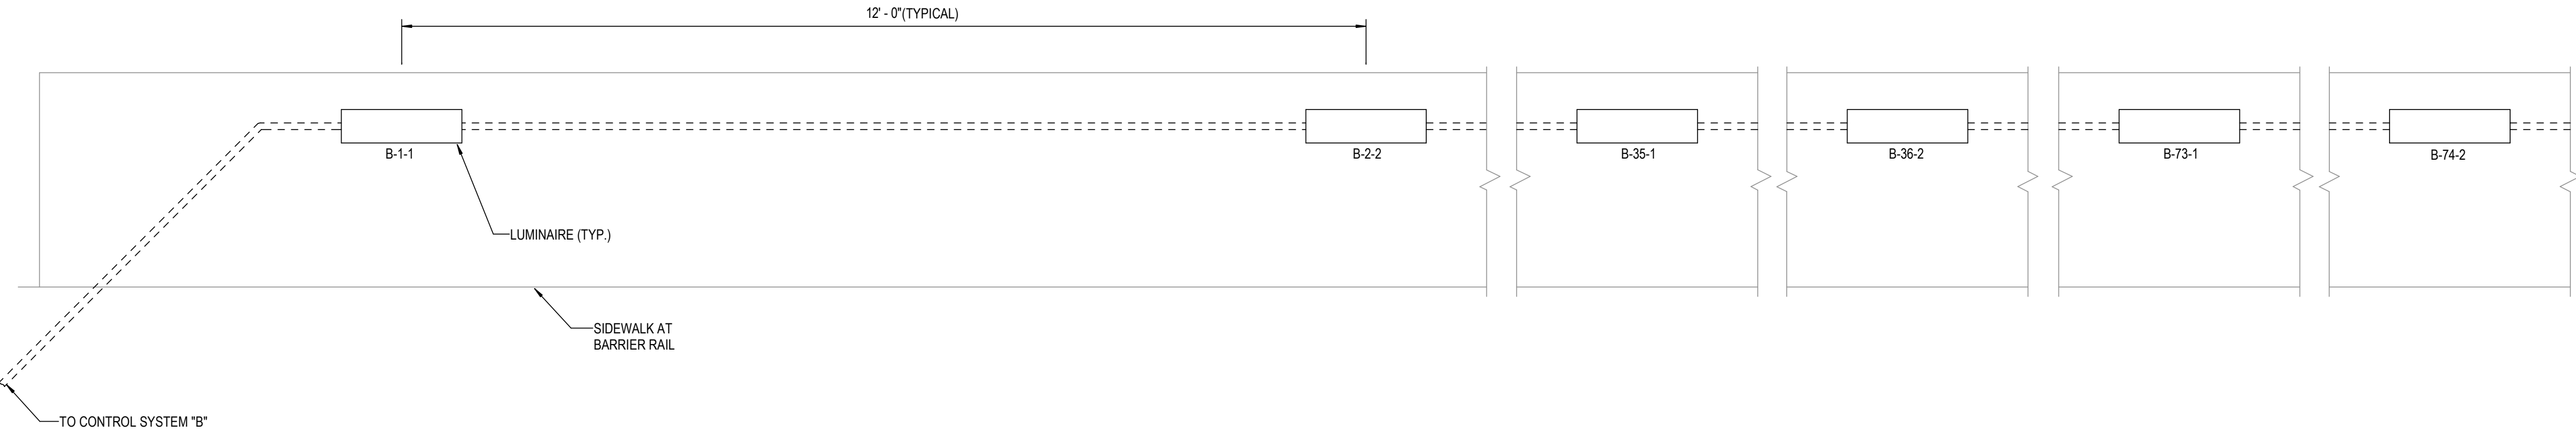 12' - 0"(TYPICAL)
B-1-1
B-2-2
B-35-1
B-36-2
B-73-1
B-74-2
LUMINAIRE (TYP.)
SIDEWALK AT
BARRIER RAIL
TO CONTROL SYSTEM "B"